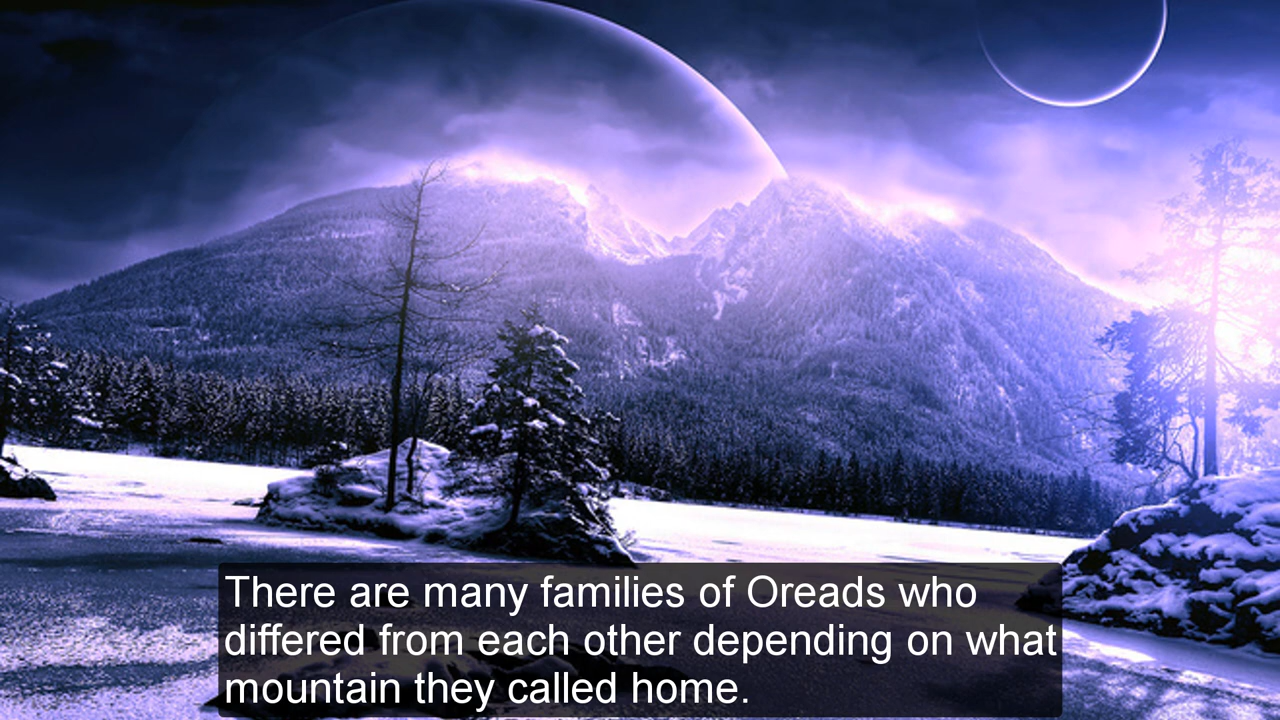 There are many families of Oreads who
differed from each other depending on what
mountain they called home.